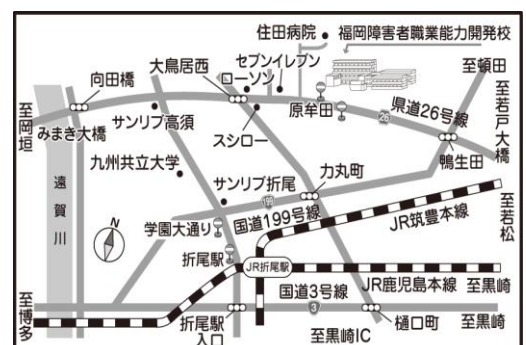 住田病院
福岡障害者職業能力開発校
セブンイレブン
ローソン
大鳥居西
至頓田
向田橋
至岡垣
みまき大橋
サンリブ高須
スシロー
原牟田
県道26号線
26
至若戸大橋
鴨生田
九州共立大学
遠賀川
サンリブ折尾
力丸町
199
国道199号線
学園大通り
N
JR筑豊本線
至若松
折尾駅
JR折尾駅
JR鹿児島本線
至黒崎
至博多
折尾駅入口
国道3号線
3
樋口町
至黒崎
至黒崎IC